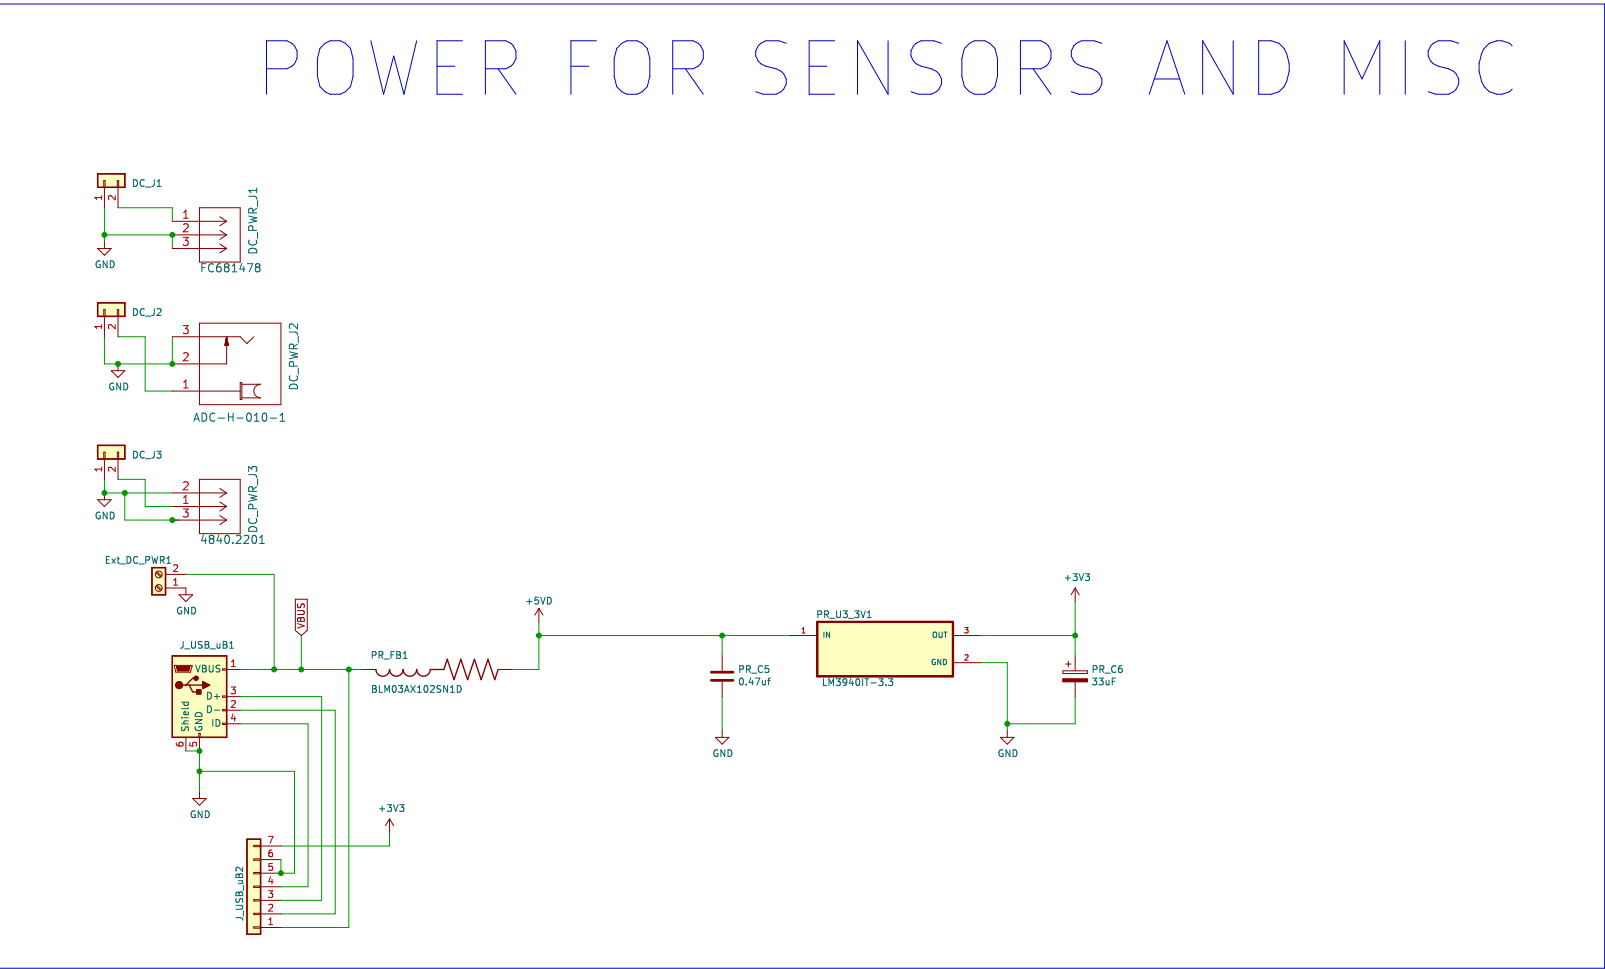 POWER FOR SENSORS AND MISC
DC_J1
1
2
1
2
3
DC_PWR_J1
GND
FC681478
DC_J2
1
2
3
2
1
DC_PWR_J2
GND
ADC-H-010-1
DC_J3
1
2
2
1
3
DC_PWR_J3
GND
4840.2201
Ext_DC_PWR1
2
1
GND
VBUS
J_USB_uB1
VBUS
1
D+
3
D-
2
ID
4
Shield
GND
6
5
GND
PR_FB1
BLM03AX102SN1D
+5VD
PR_C5
0.47uf
GND
PR_U3_3V1
1
IN
OUT
3
GND
2
LM3940IT-3.3
+3V3
+
PR_C6
33uF
GND
+3V3
J_USB_uB2
7
6
5
4
3
2
1